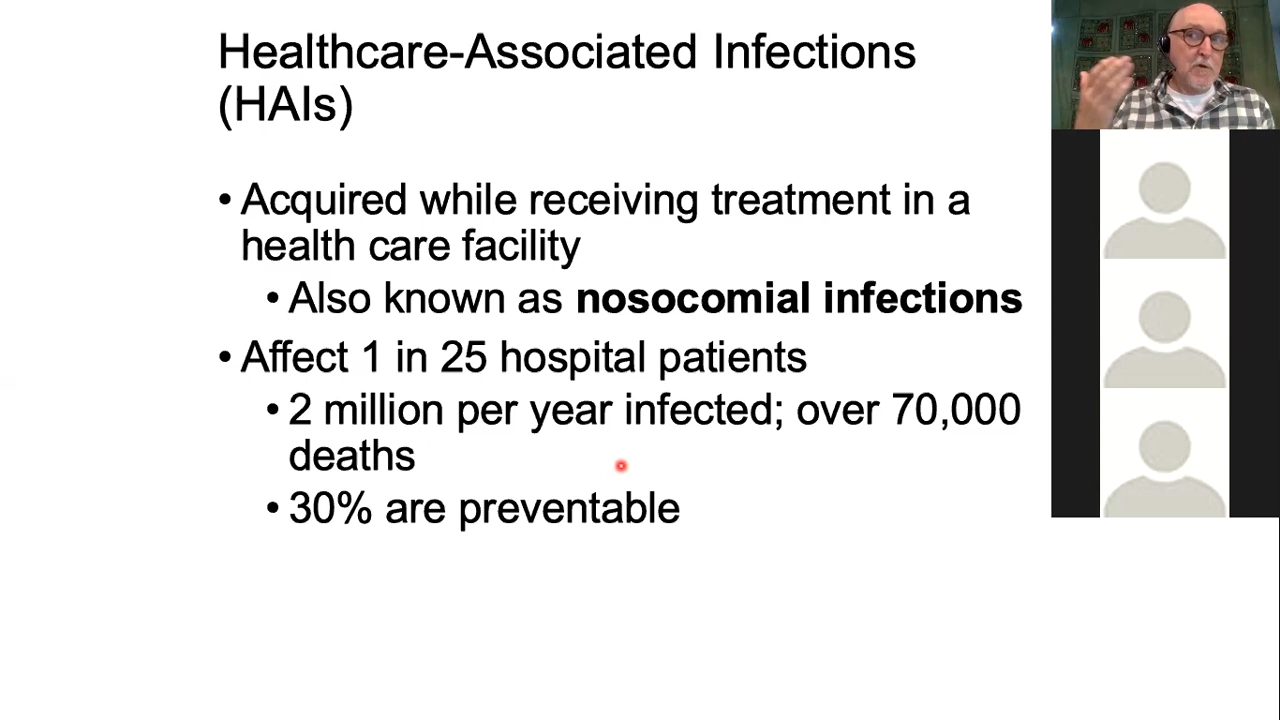 Healthcare-Associated Infections
(HAIs)
• Acquired while receiving treatment in a
health care facility
• Also known as nosocomial infections
• Affect 1 in 25 hospital patients
• 2 million per year infected; over 70,000
deaths
• 30% are preventable